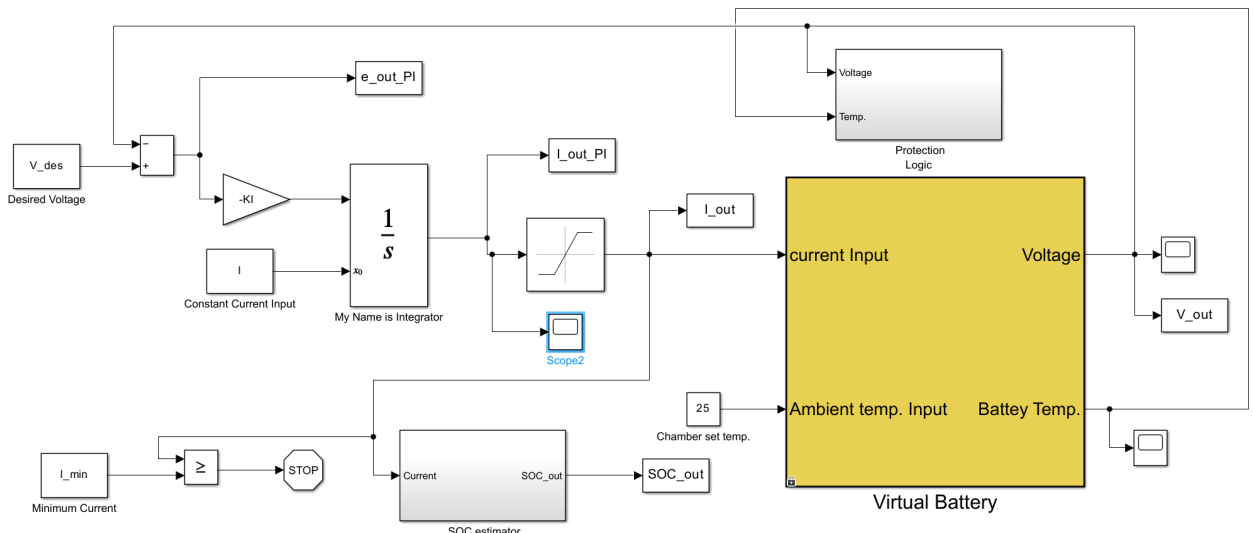 Voltage
Temp.
Protection
Logic
e_out_PI
−
+
V_des
Desired Voltage
I_out_PI
-KI
1
s
x₀
My Name is Integrator
I
Constant Current Input
I_out
Scope2
current Input
Voltage
V_out
Ambient temp. Input
Battey Temp.
Virtual Battery
25
Chamber set temp.
I_min
Minimum Current
≥
STOP
Current
SOC_out
SOC estimator
SOC_out